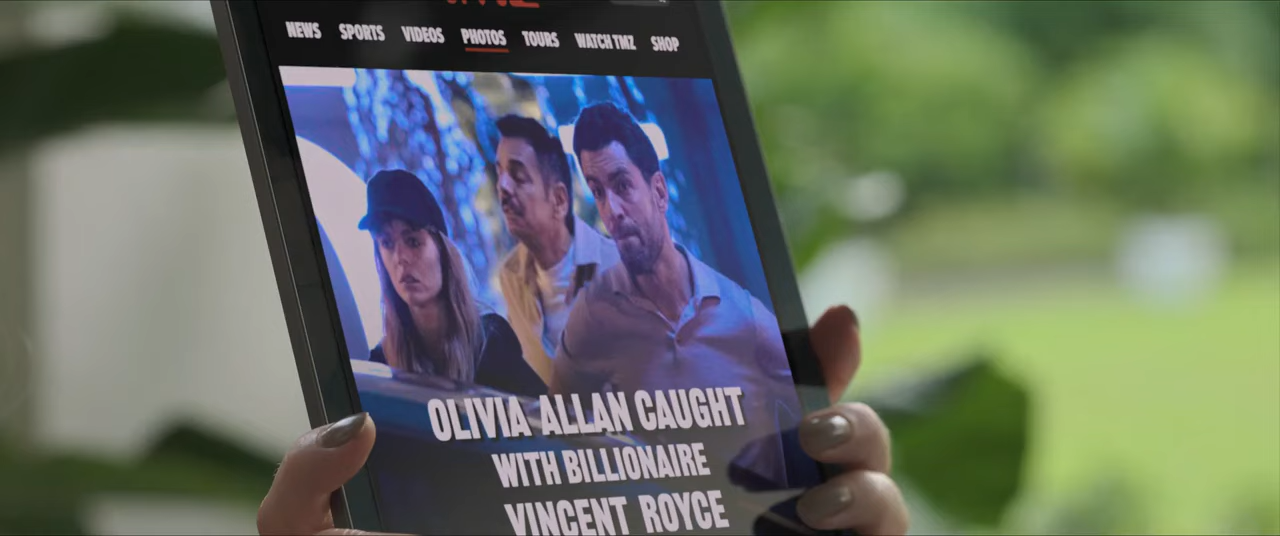 NEWS SPORTS VIDEOS PHOTOS TOURS WATCH TMZ SHOP
OLIVIA ALLAN CAUGHT
WITH BILLIONAIRE
VINCENT ROYCE